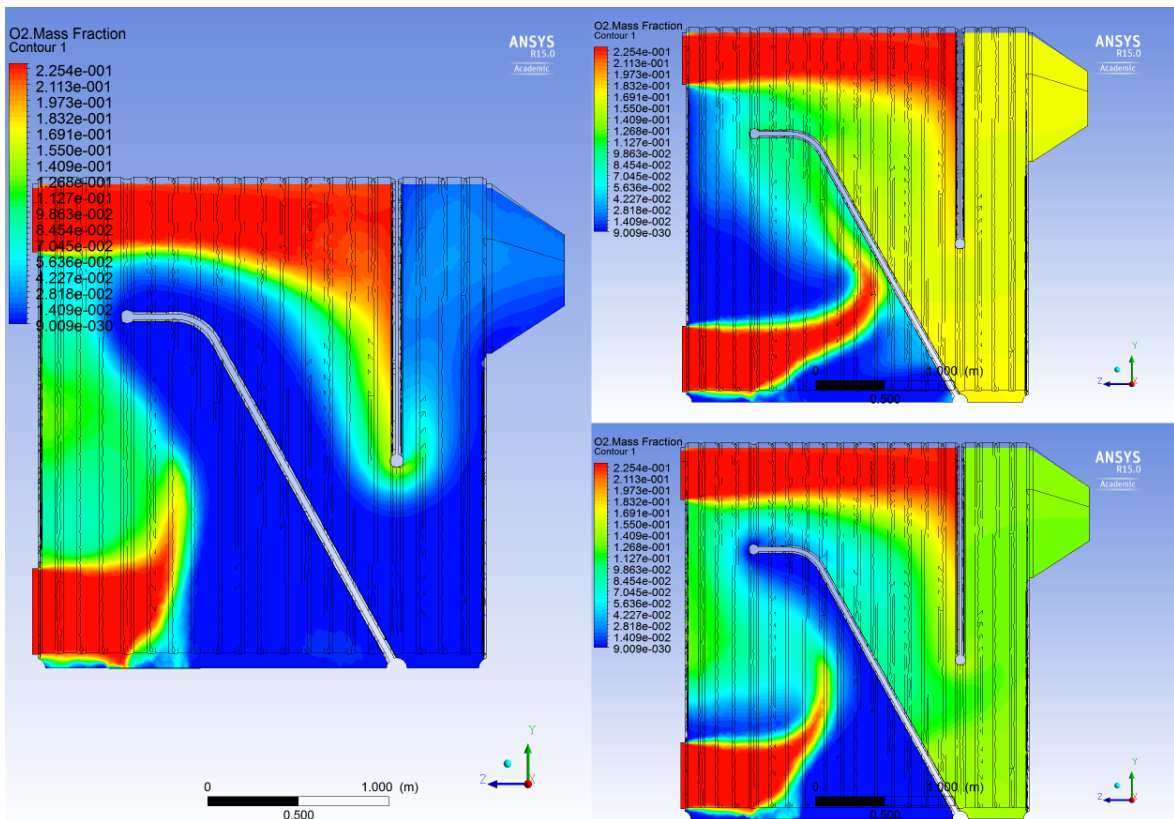 O2.Mass Fraction
Contour 1
2.254e-001
2.113e-001
1.973e-001
1.832e-001
1.691e-001
1.550e-001
1.409e-001
1.268e-001
1.127e-001
9.863e-002
8.454e-002
7.045e-002
5.636e-002
4.227e-002
2.818e-002
1.409e-002
9.009e-030
ANSYS
R15.0
Academic
Y
Z
X
0
1.000 (m)
0.500
O2.Mass Fraction
Contour 1
2.254e-001
2.113e-001
1.973e-001
1.832e-001
1.691e-001
1.550e-001
1.409e-001
1.268e-001
1.127e-001
9.863e-002
8.454e-002
7.045e-002
5.636e-002
4.227e-002
2.818e-002
1.409e-002
9.009e-030
ANSYS
R15.0
Academic
0
1.000 (m)
0.500
Y
Z
X
O2.Mass Fraction
Contour 1
2.254e-001
2.113e-001
1.973e-001
1.832e-001
1.691e-001
1.550e-001
1.409e-001
1.268e-001
1.127e-001
9.863e-002
8.454e-002
7.045e-002
5.636e-002
4.227e-002
2.818e-002
1.409e-002
9.009e-030
ANSYS
R15.0
Academic
0
1.000 (m)
0.500
Y
Z
X